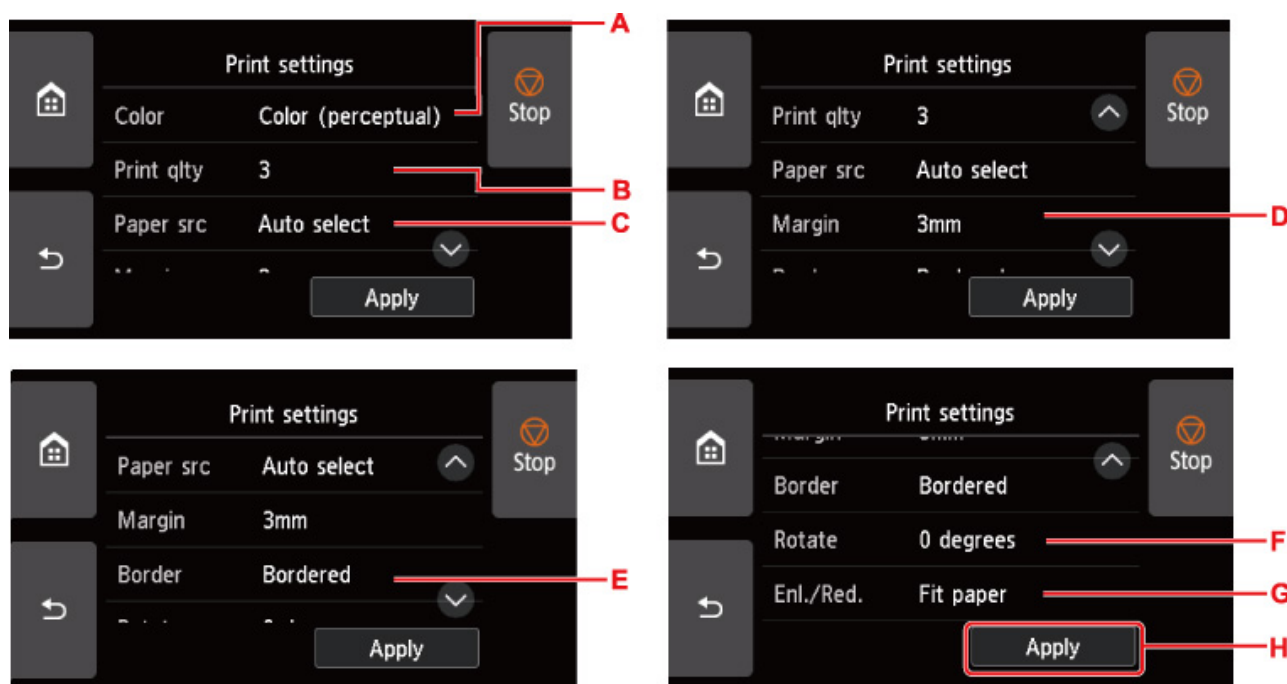 A
Print settings
Color Color (perceptual)
Stop
Print qlty 3
B
Paper src Auto select
C
Apply
Print settings
Print qlty 3
Stop
Paper src Auto select
Margin 3mm
D
Apply
Print settings
Paper src Auto select
Stop
Margin 3mm
Border Bordered
E
Apply
Print settings
Stop
Border Bordered
Rotate 0 degrees
F
Enl./Red. Fit paper
G
Apply
H